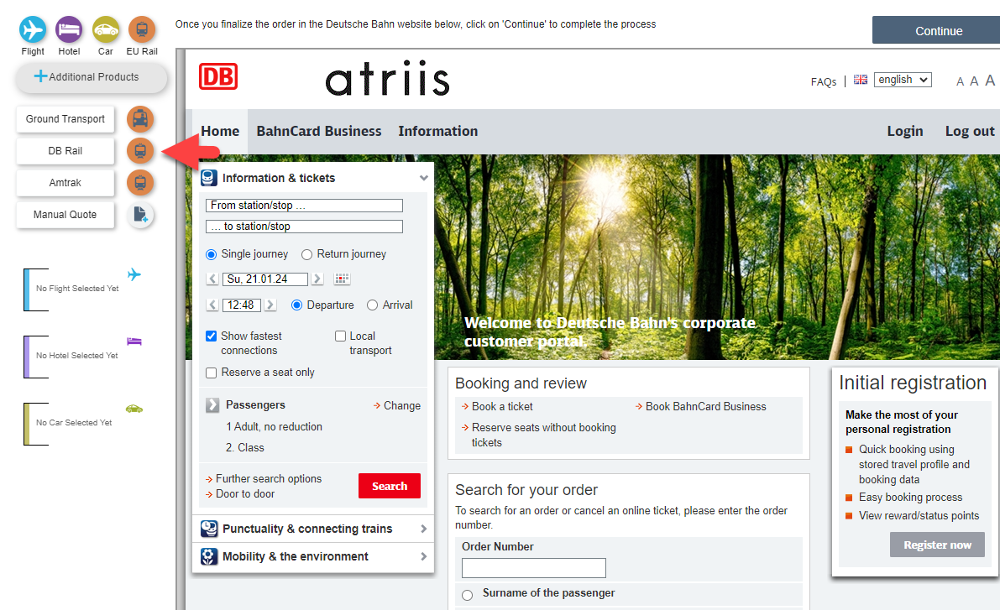 Once you finalize the order in the Deutsche Bahn website below, click on 'Continue' to complete the process
Continue
Flight
Hotel
Car
EU Rail
Additional Products
Ground Transport
DB Rail
Amtrak
Manual Quote
No Flight Selected Yet
No Hotel Selected Yet
No Car Selected Yet
DB
atriis
FAQs |
english
A A A
Home
BahnCard Business
Information
Login
Log out
Information & tickets
From station/stop ...
... to station/stop
Single journey
Return journey
Su, 21.01.24
12:48
Departure
Arrival
Show fastest
connections
Local
transport
Reserve a seat only
Passengers
Change
1 Adult, no reduction
2. Class
Further search options
Door to door
Search
Punctuality & connecting trains
Mobility & the environment
Welcome to Deutsche Bahn's corporate
customer portal.
Booking and review
Book a ticket
Book BahnCard Business
Reserve seats without booking
tickets
Search for your order
To search for an order or cancel an online ticket, please enter the order
number.
Order Number
Surname of the passenger
Initial registration
Make the most of your
personal registration
Quick booking using
stored travel profile and
booking data
Easy booking process
View reward/status points
Register now